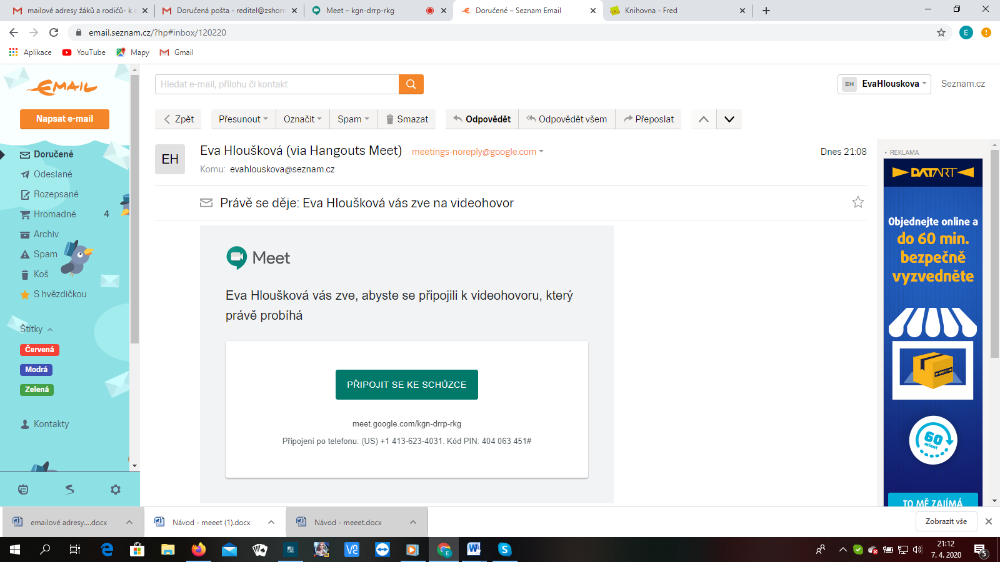 mailové adresy žáků a rodičů- k
Doručená pošta - reditel@zshorn
Meet – kgn-drrp-rkg
Doručené – Seznam Email
Knihovna - Fred
email.seznam.cz/?hp#inbox/120220
E
Aplikace
YouTube
Mapy
Gmail
EMAIL
Hledat e-mail, přílohu či kontakt
EH EvaHlouskova
Seznam.cz
Napsat e-mail
Zpět
Přesunout
Označit
Spam
Smazat
Odpovědět
Odpovědět všem
Přeposlat
Doručené
Odeslané
Rozepsané
Hromadné 4
Archiv
Spam
Koš
S hvězdičkou
Štítky
Červená
Modrá
Zelená
Kontakty
EH
Eva Hloušková (via Hangouts Meet) meetings-noreply@google.com
Dnes 21:08
Komu: evahlouskova@seznam.cz
Právě se děje: Eva Hloušková vás zve na videohovor
Meet
Eva Hloušková vás zve, abyste se připojili k videohovoru, který
právě probíhá
PŘIPOJIT SE KE SCHŮZCE
meet.google.com/kgn-drrp-rkg
Připojení po telefonu: (US) +1 413-623-4031. Kód PIN: 404 063 451#
REKLAMA
DATART
Objednejte online a
do 60 min.
bezpečně
vyzvedněte
DATART
60
minut
TO MĚ ZAJÍMÁ
emailové adresy....docx
Návod - meeet (1).docx
Návod - meeet.docx
Zobrazit vše
21:12
7. 4. 2020
5